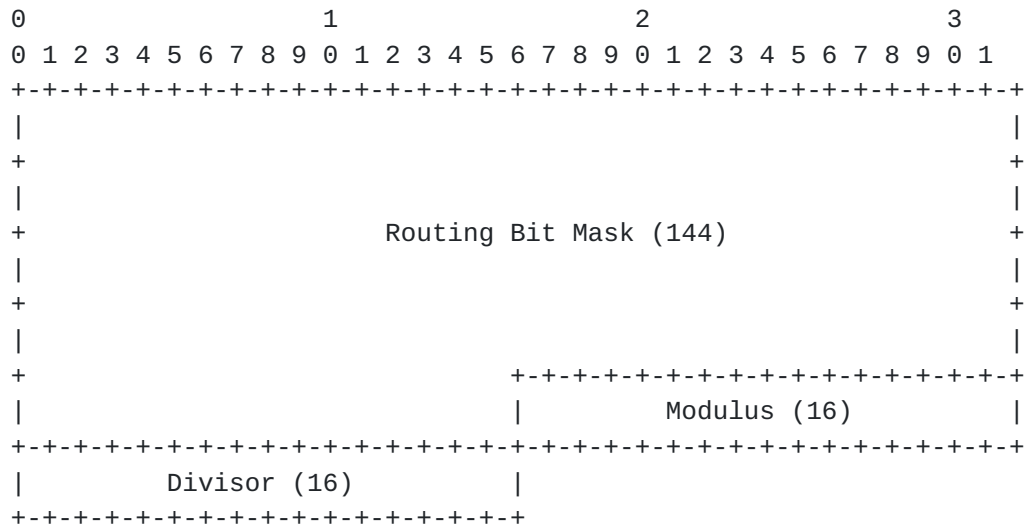 0                   1                   2                   3
0 1 2 3 4 5 6 7 8 9 0 1 2 3 4 5 6 7 8 9 0 1 2 3 4 5 6 7 8 9 0 1
+-+-+-+-+-+-+-+-+-+-+-+-+-+-+-+-+-+-+-+-+-+-+-+-+-+-+-+-+-+-+-+-+
|                                                               |
+                                                               +
|                                                               |
+                       Routing Bit Mask (144)                  +
|                                                               |
+                                                               +
|                                                               |
+                               +-+-+-+-+-+-+-+-+-+-+-+-+-+-+-+-+
|                               |         Modulus (16)          |
+-+-+-+-+-+-+-+-+-+-+-+-+-+-+-+-+-+-+-+-+-+-+-+-+-+-+-+-+-+-+-+-+
|         Divisor (16)          |
+-+-+-+-+-+-+-+-+-+-+-+-+-+-+-+-+